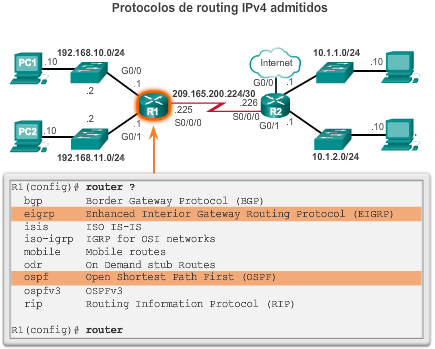 Protocolos de routing IPv4 admitidos
192.168.10.0/24
10.1.1.0/24
Internet
PC1
.10
.10
G0/0
G0/0
.1
.1
.2
209.165.200.224/30
.226
R1
.225
R2
.2
S0/0/0
S0/0/0
PC2
.10
G0/1
.1
G0/1
.1
.10
192.168.11.0/24
10.1.2.0/24
R1(config)# router ?
bgp Border Gateway Protocol (BGP)
eigrp Enhanced Interior Gateway Routing Protocol (EIGRP)
isis ISO IS-IS
iso-igrp IGRP for OSI networks
mobile Mobile routes
odr On Demand stub Routes
ospf Open Shortest Path First (OSPF)
ospfv3 OSPFv3
rip Routing Information Protocol (RIP)
R1(config)# router